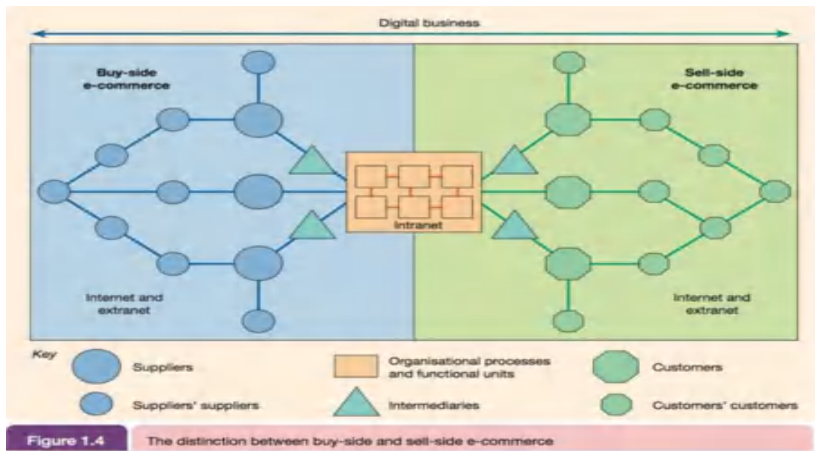 Digital business
Buy-side
e-commerce
Sell-side
e-commerce
Intranet
Internet and
extranet
Internet and
extranet
Key
Suppliers
Organisational processes
and functional units
Customers
Suppliers' suppliers
Intermediaries
Customers' customers
Figure 1.4
The distinction between buy-side and sell-side e-commerce